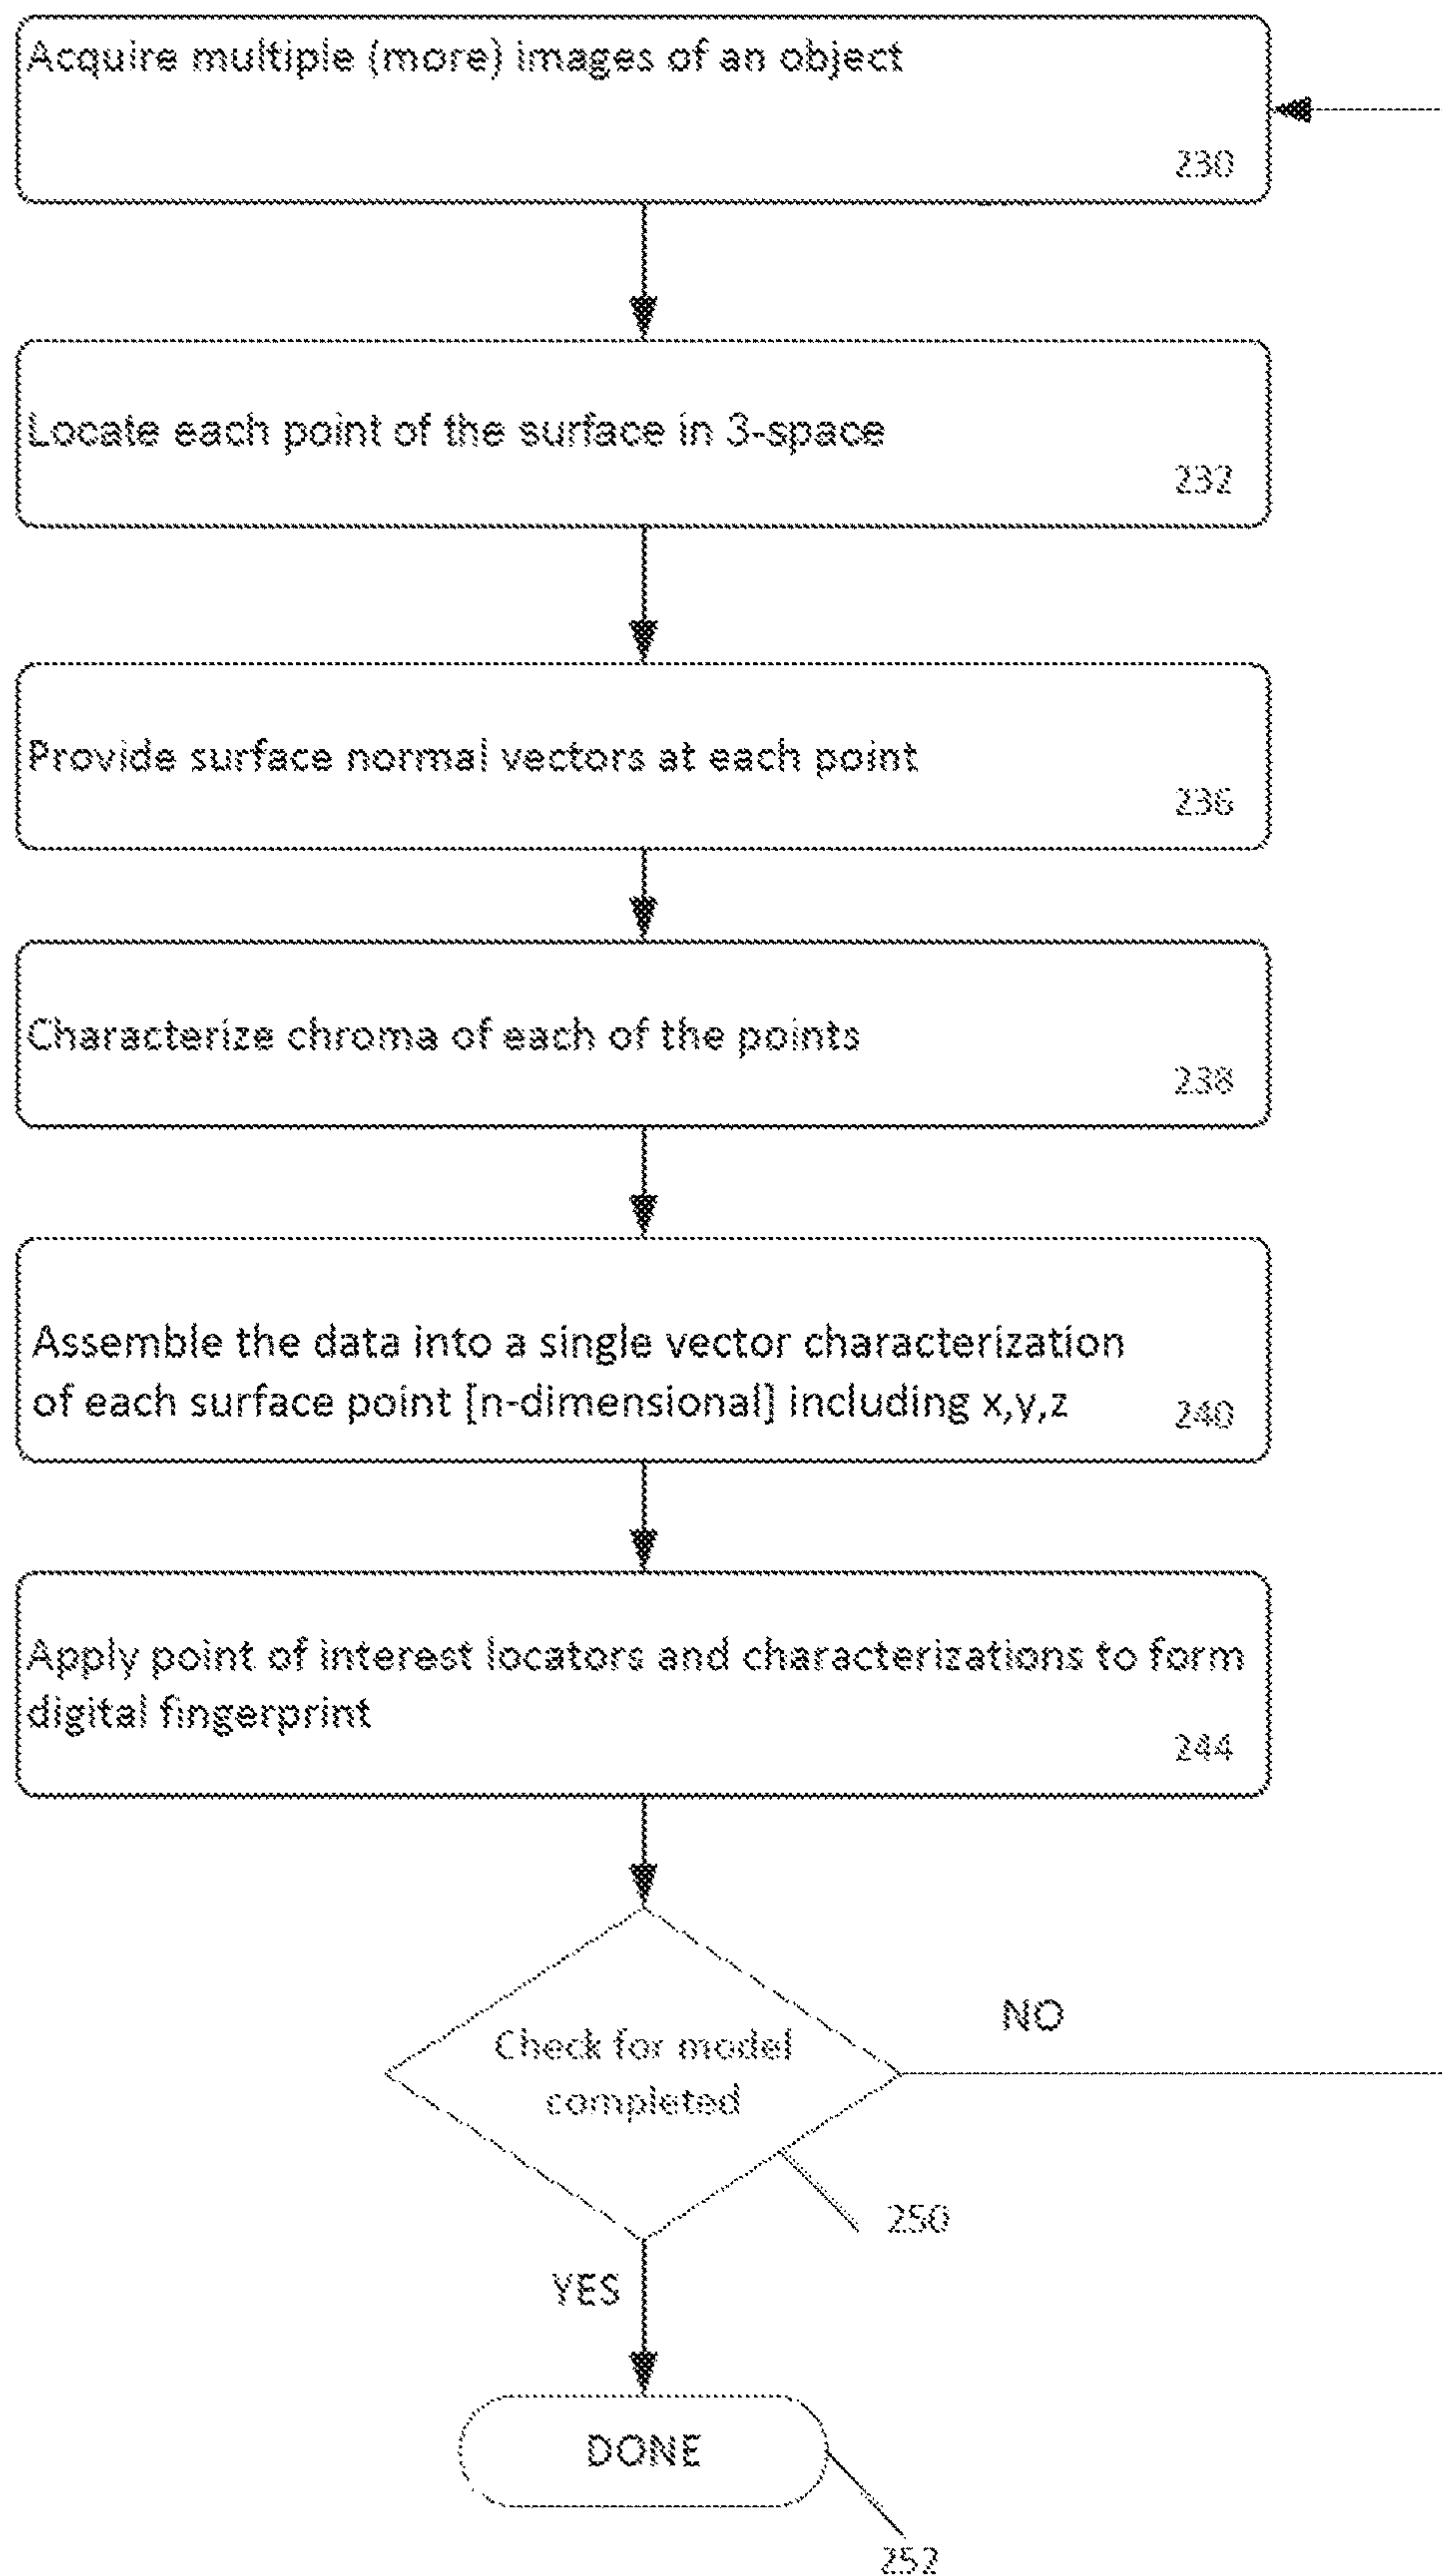 Acquire multiple (more) images of an object
230
Locate each point of the surface in 3-space
232
Provide surface normal vectors at each point
236
Characterize chroma of each of the points
238
Assemble the data into a single vector characterization
of each surface point [n-dimensional] including x,y,z
240
Apply point of interest locators and characterizations to form
digital fingerprint
244
Check for model
completed
NO
250
YES
DONE
252